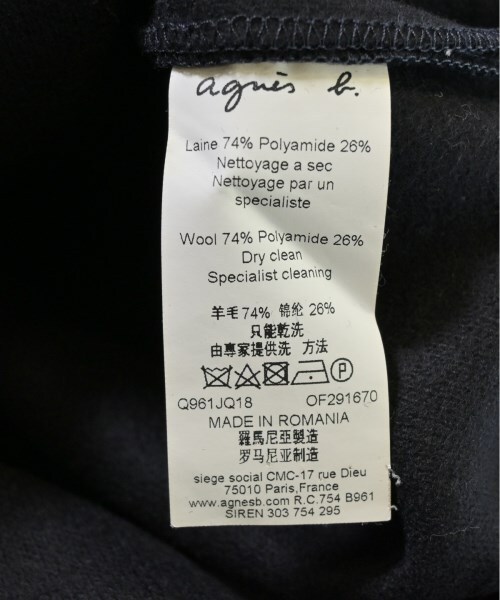 agnès b.
Laine 74% Polyamide 26%
Nettoyage a sec
Nettoyage par un
specialiste
Wool 74% Polyamide 26%
Dry clean
Specialist cleaning
羊毛74% 锦纶 26%
只能乾洗
由專家提供洗 方法
P
Q961JQ18 OF291670
MADE IN ROMANIA
羅馬尼亞製造
罗马尼亚制造
siege social CMC-17 rue Dieu
75010 Paris,France
www.agnesb.com R.C.754 B961
SIREN 303 754 295